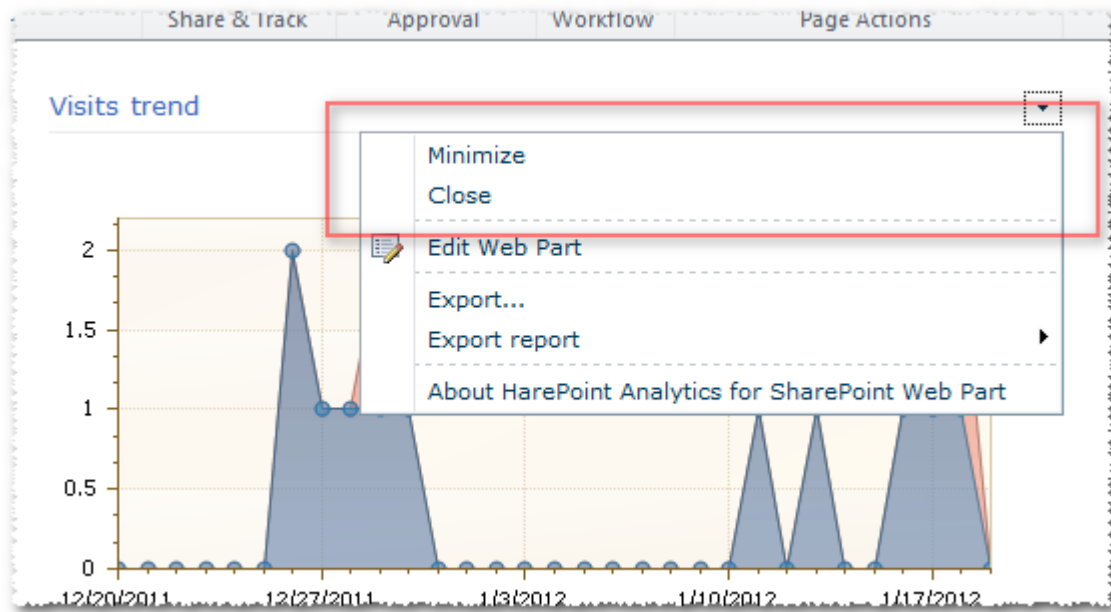 Share & Track Approval Workflow Page Actions
Visits trend
Minimize
Close
Edit Web Part
Export...
Export report
About HarePoint Analytics for SharePoint Web Part
2
1.5
1
0.5
0
12/20/2011 12/27/2011 1/3/2012 1/10/2012 1/17/2012